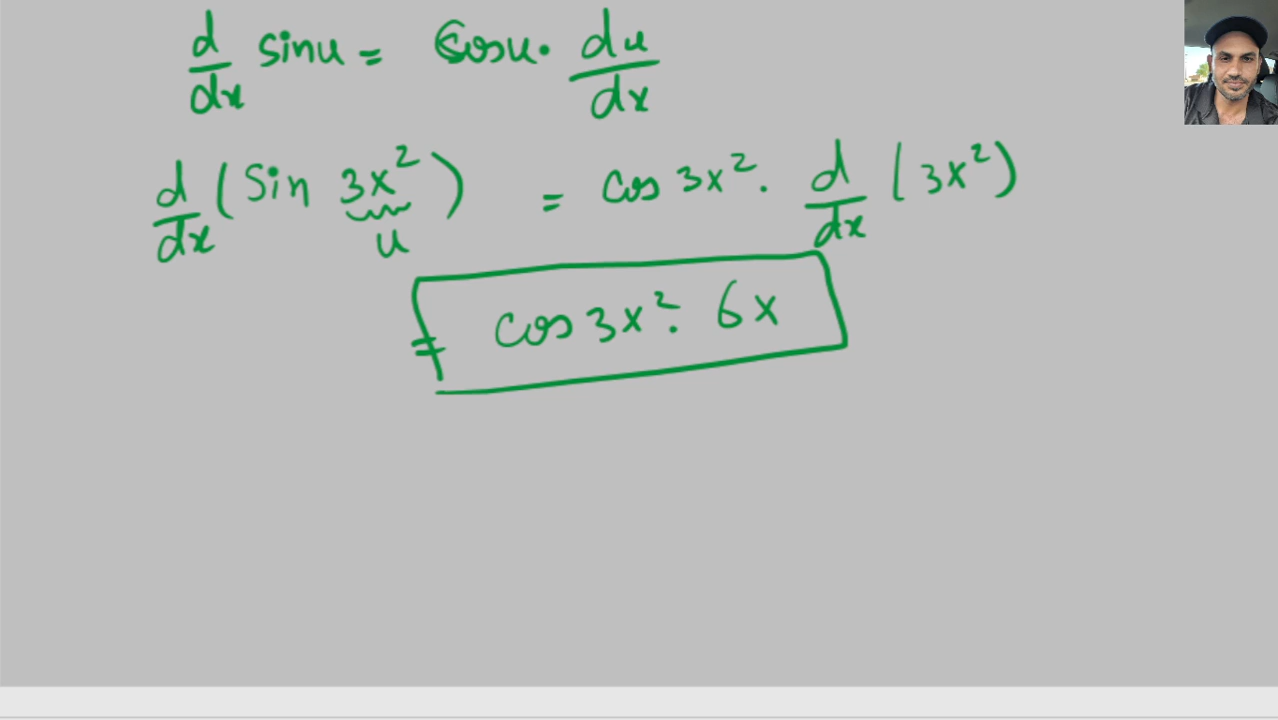 d/dx sinu = Cosu · du/dx
d/dx (Sin 3x²) = cos 3x² · d/dx (3x²)
u
= cos 3x² · 6x